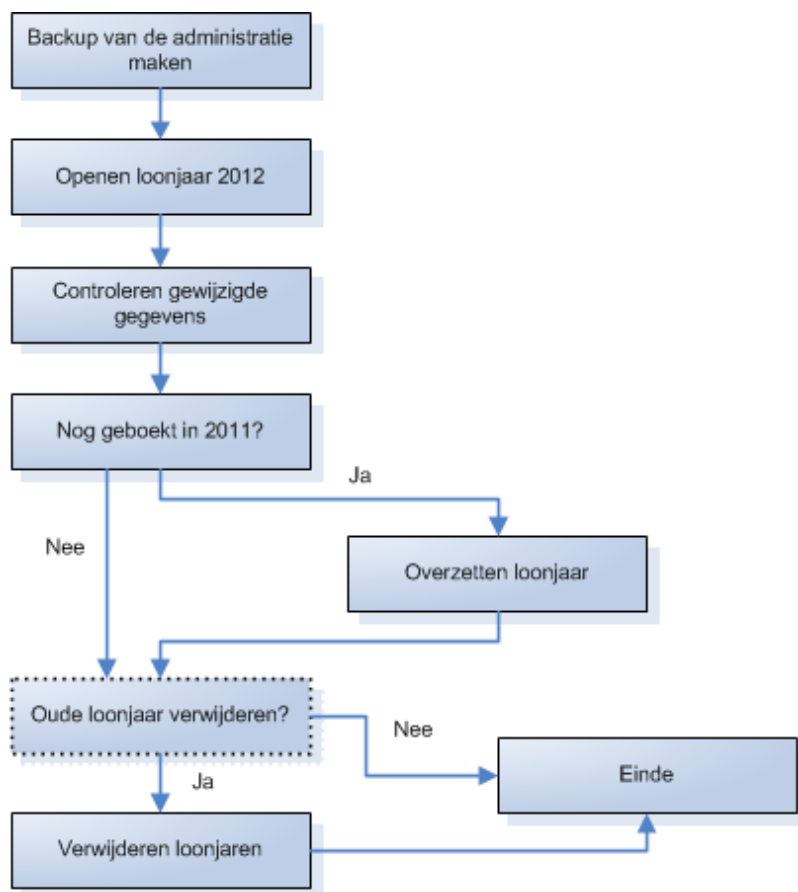 Backup van de administratie
maken
Openen loonjaar 2012
Controleren gewijzigde
gegevens
Nog geboekt in 2011?
Ja
Nee
Overzetten loonjaar
Oude loonjaar verwijderen?
Nee
Einde
Ja
Verwijderen loonjaren